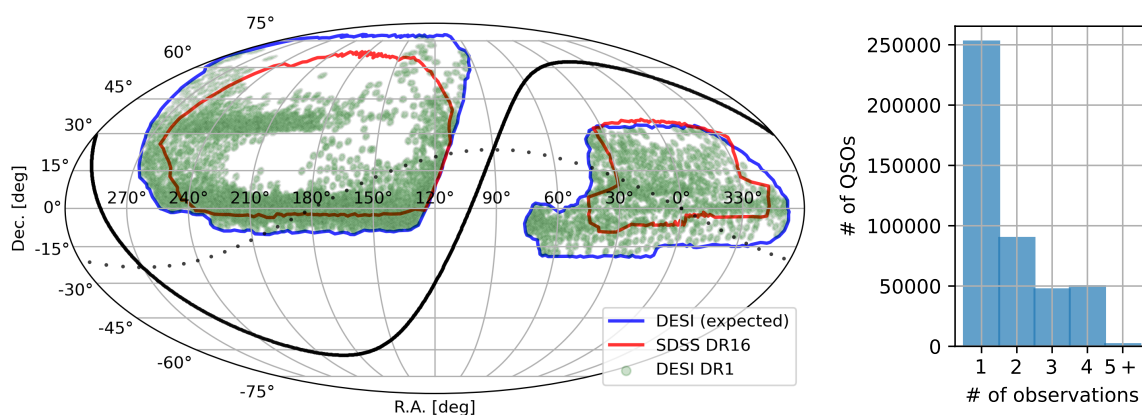 75°
60°
45°
30°
15°
0°
-15°
-30°
-45°
-60°
-75°
270° 240° 210° 180° 150° 120° 90° 60° 30° 0° 330°
Dec. [deg]
R.A. [deg]
DESI (expected)
SDSS DR16
DESI DR1
250000
200000
150000
100000
50000
0
# of QSOs
1 2 3 4 5 +
# of observations